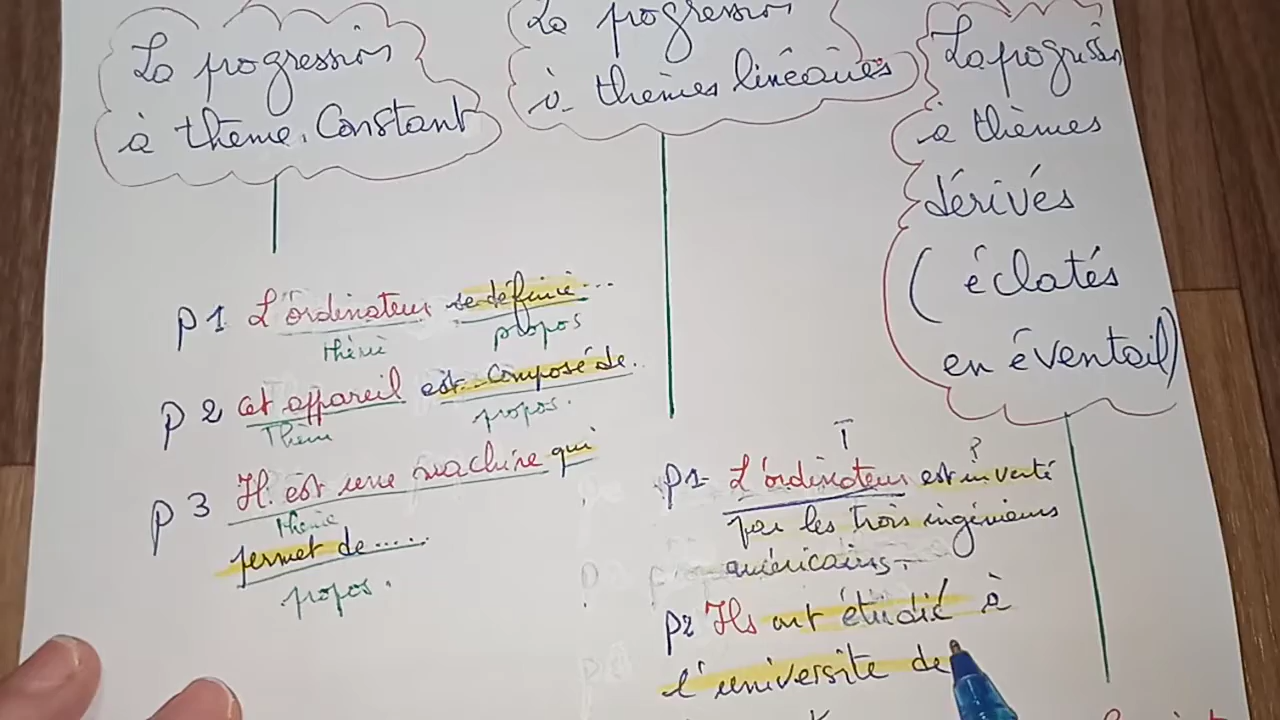 La progression
à thème Constant
La progression
à thèmes linéaires
La progression
à thèmes
dérivés
( éclatés
en éventail)
p1 L'ordinateur se définie...
thème propos
p2 cet appareil est composé de..
Thème propos.
p3 Il est une machine qui
thème
permet de......
propos.
T ?
p1- L'ordinateur est inventé
par les trois ingénieurs
américains.
p2 Ils ont étudié à
l'université de